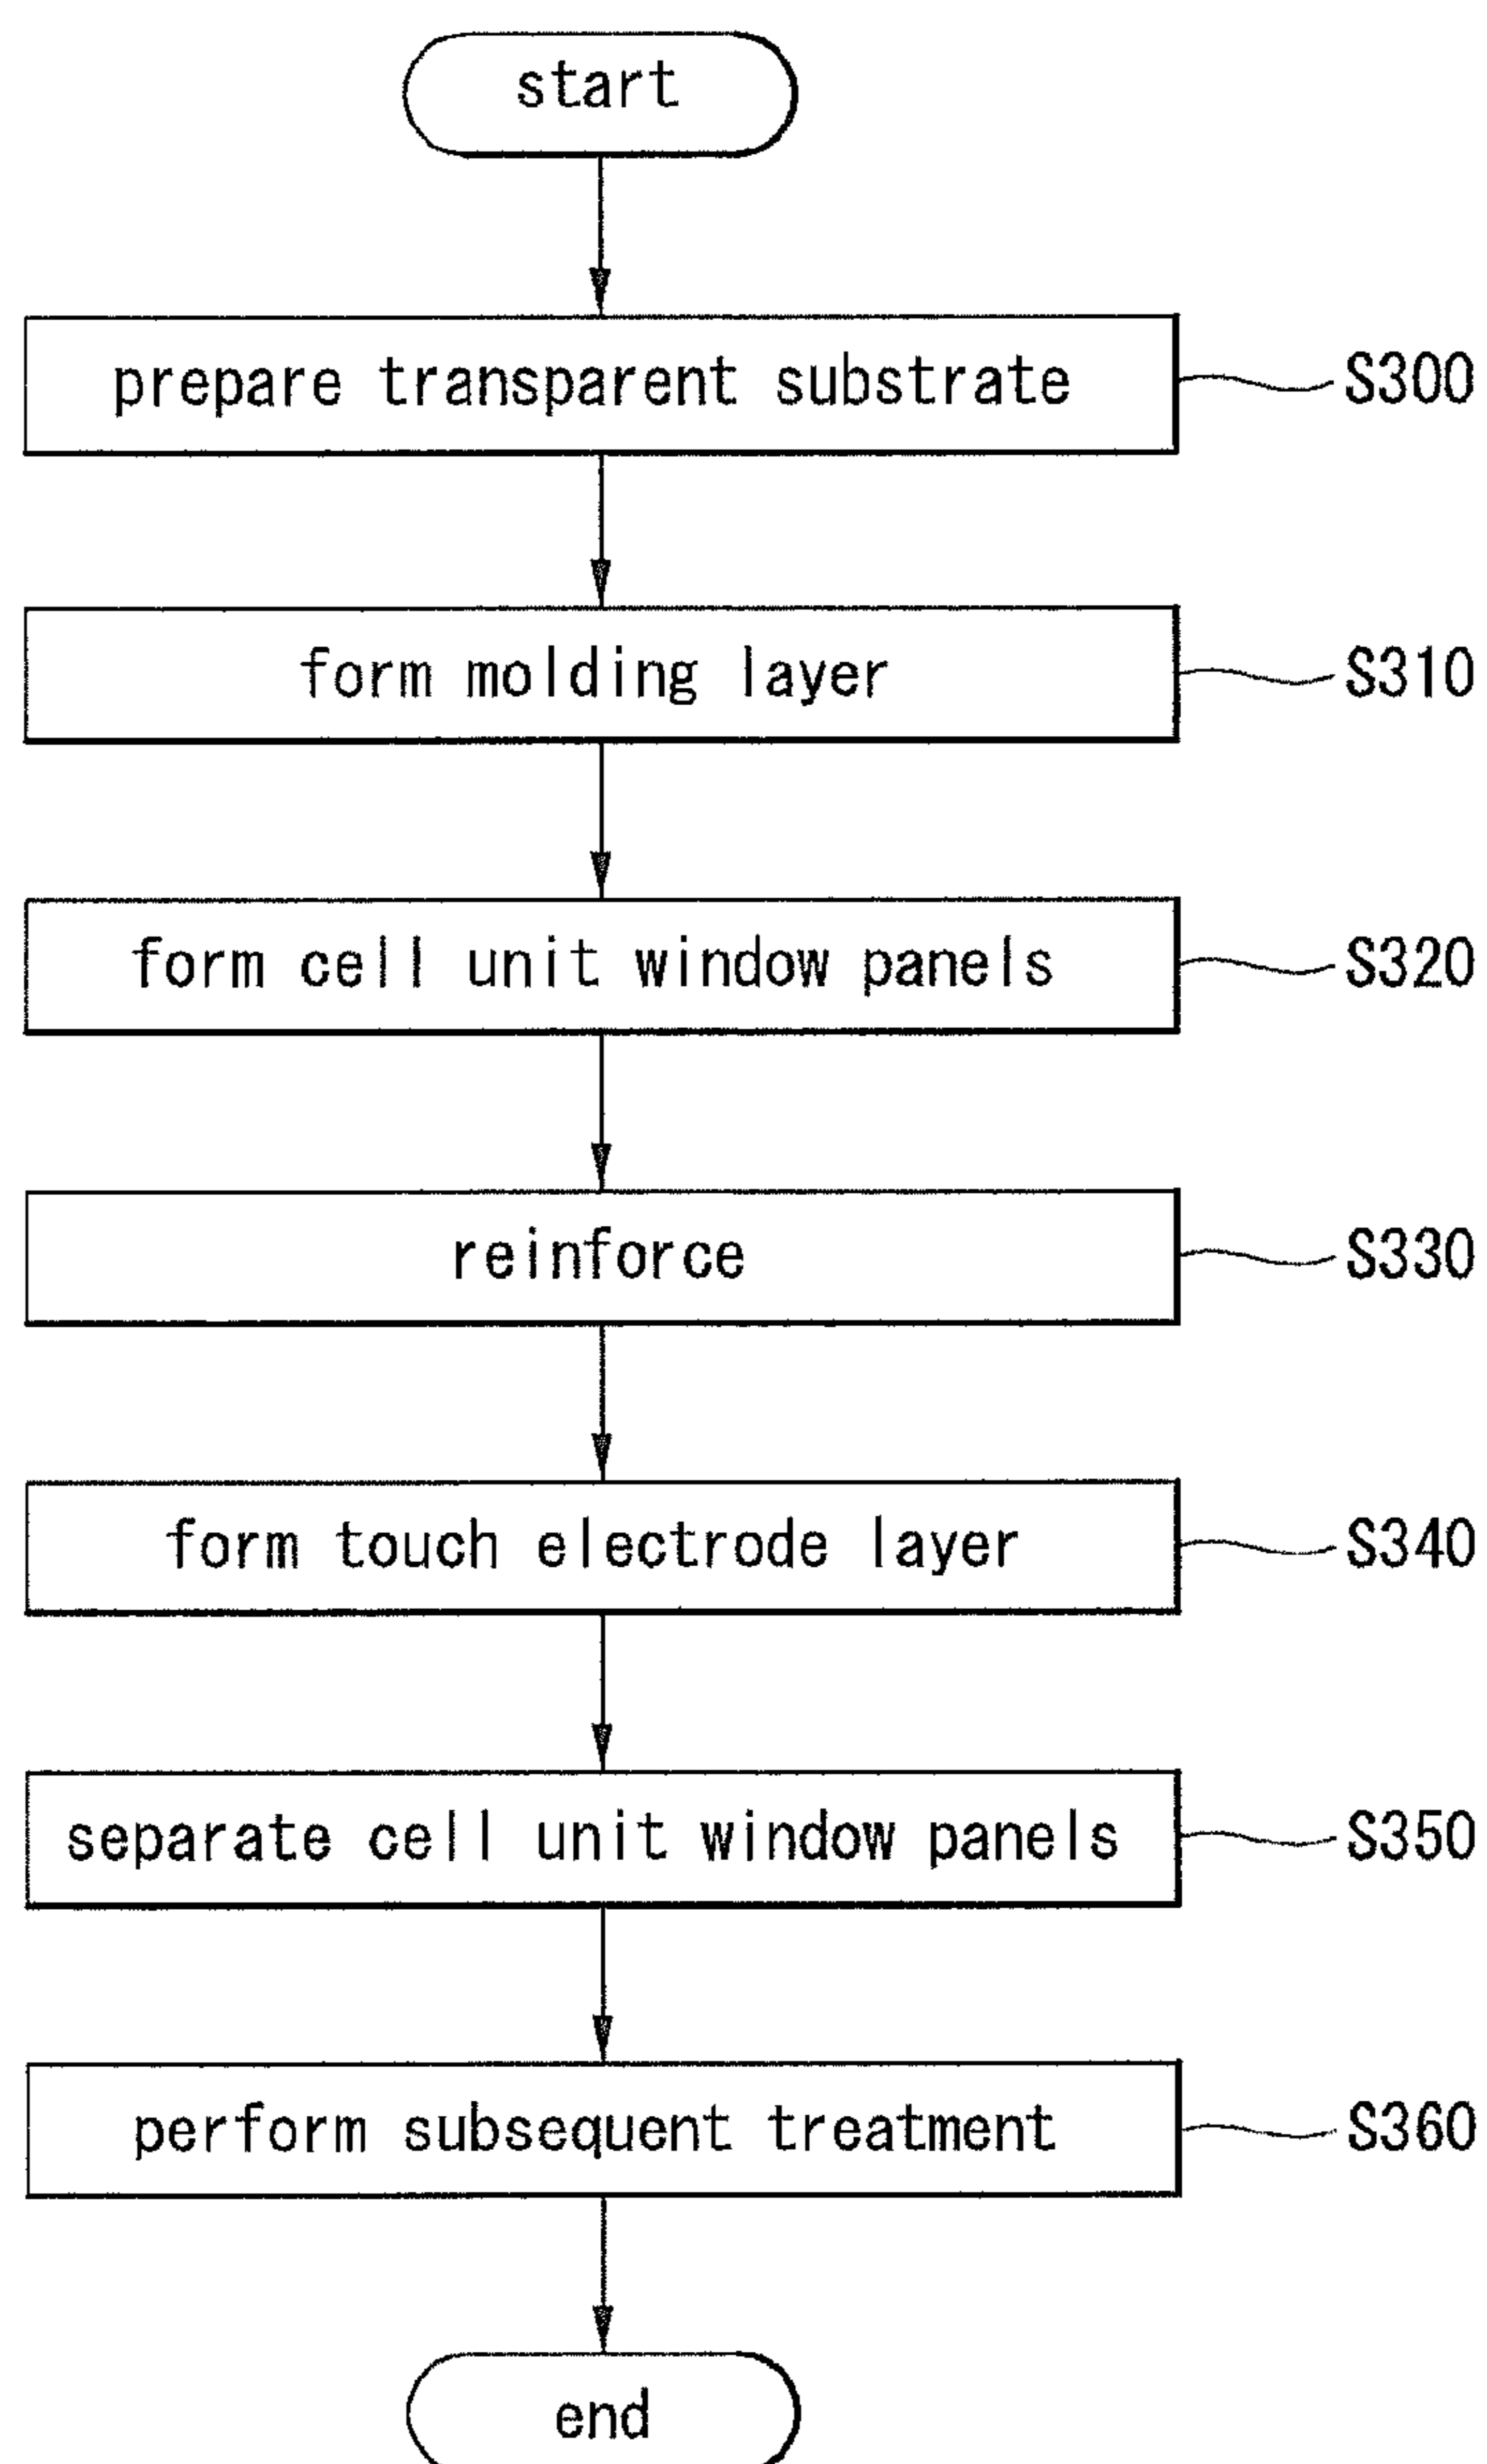 start
prepare transparent substrate S300
form molding layer S310
form cell unit window panels S320
reinforce S330
form touch electrode layer S340
separate cell unit window panels S350
perform subsequent treatment S360
end